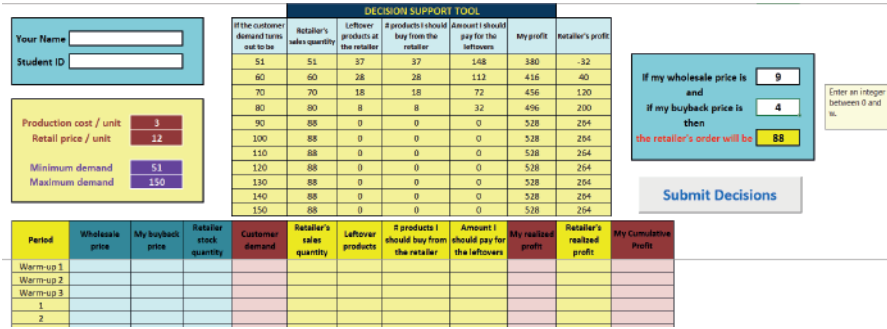 DECISION SUPPORT TOOL
Your Name
Student ID
If the customer demand turns out to be
Retailer's sales quantity
Leftover products at the retailer
# products I should buy from the retailer
Amount I should pay for the leftovers
My profit
Retailer's profit
51 51 37 37 148 380 -32
60 60 28 28 112 416 40
70 70 18 18 72 456 120
80 80 8 8 32 496 200
90 88 0 0 0 528 264
100 88 0 0 0 528 264
110 88 0 0 0 528 264
120 88 0 0 0 528 264
130 88 0 0 0 528 264
140 88 0 0 0 528 264
150 88 0 0 0 528 264
Production cost / unit 3
Retail price / unit 12
Minimum demand 51
Maximum demand 150
If my wholesale price is 9
and
if my buyback price is 4
then
the retailer's order will be 88
Enter an integer
between 0 and
w.
Submit Decisions
Period
Wholesale price
My buyback price
Retailer stock quantity
Customer demand
Retailer's sales quantity
Leftover products
# products I should buy from the retailer
Amount I should pay for the leftovers
My realized profit
Retailer's realized profit
My Cumulative Profit
Warm-up 1
Warm-up 2
Warm-up 3
1
2